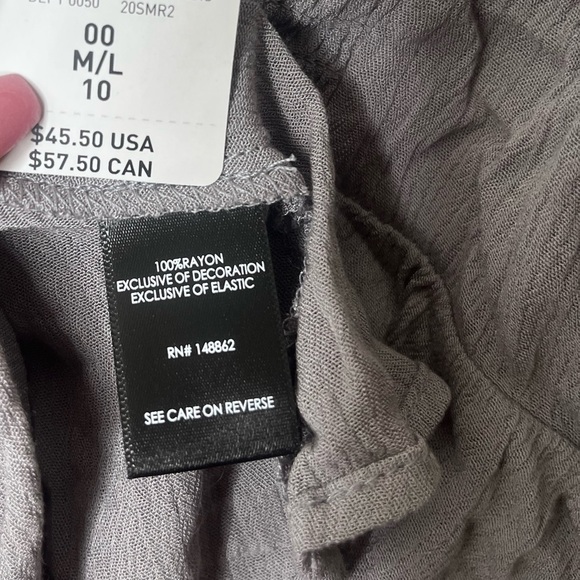 20SMR2
00
M/L
10
$45.50 USA
$57.50 CAN
100%RAYON
EXCLUSIVE OF DECORATION
EXCLUSIVE OF ELASTIC
RN# 148862
SEE CARE ON REVERSE